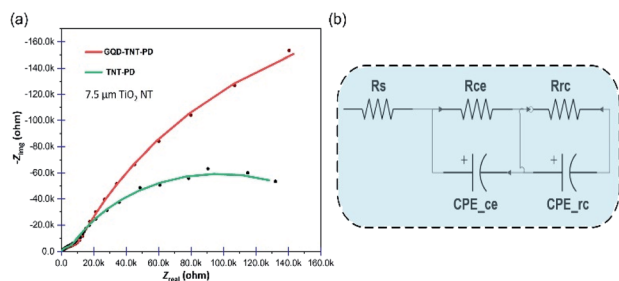 (a)
-160.0k
-140.0k
-120.0k
-100.0k
-80.0k
-60.0k
-40.0k
-20.0k
0.0
-Zimg (ohm)
GQD-TNT-PD
TNT-PD
7.5 μm TiO2 NT
0.0 20.0k 40.0k 60.0k 80.0k 100.0k 120.0k 140.0k 160.0k
Zreal (ohm)
(b)
Rs Rce Rrc
+ +
CPE_ce CPE_rc